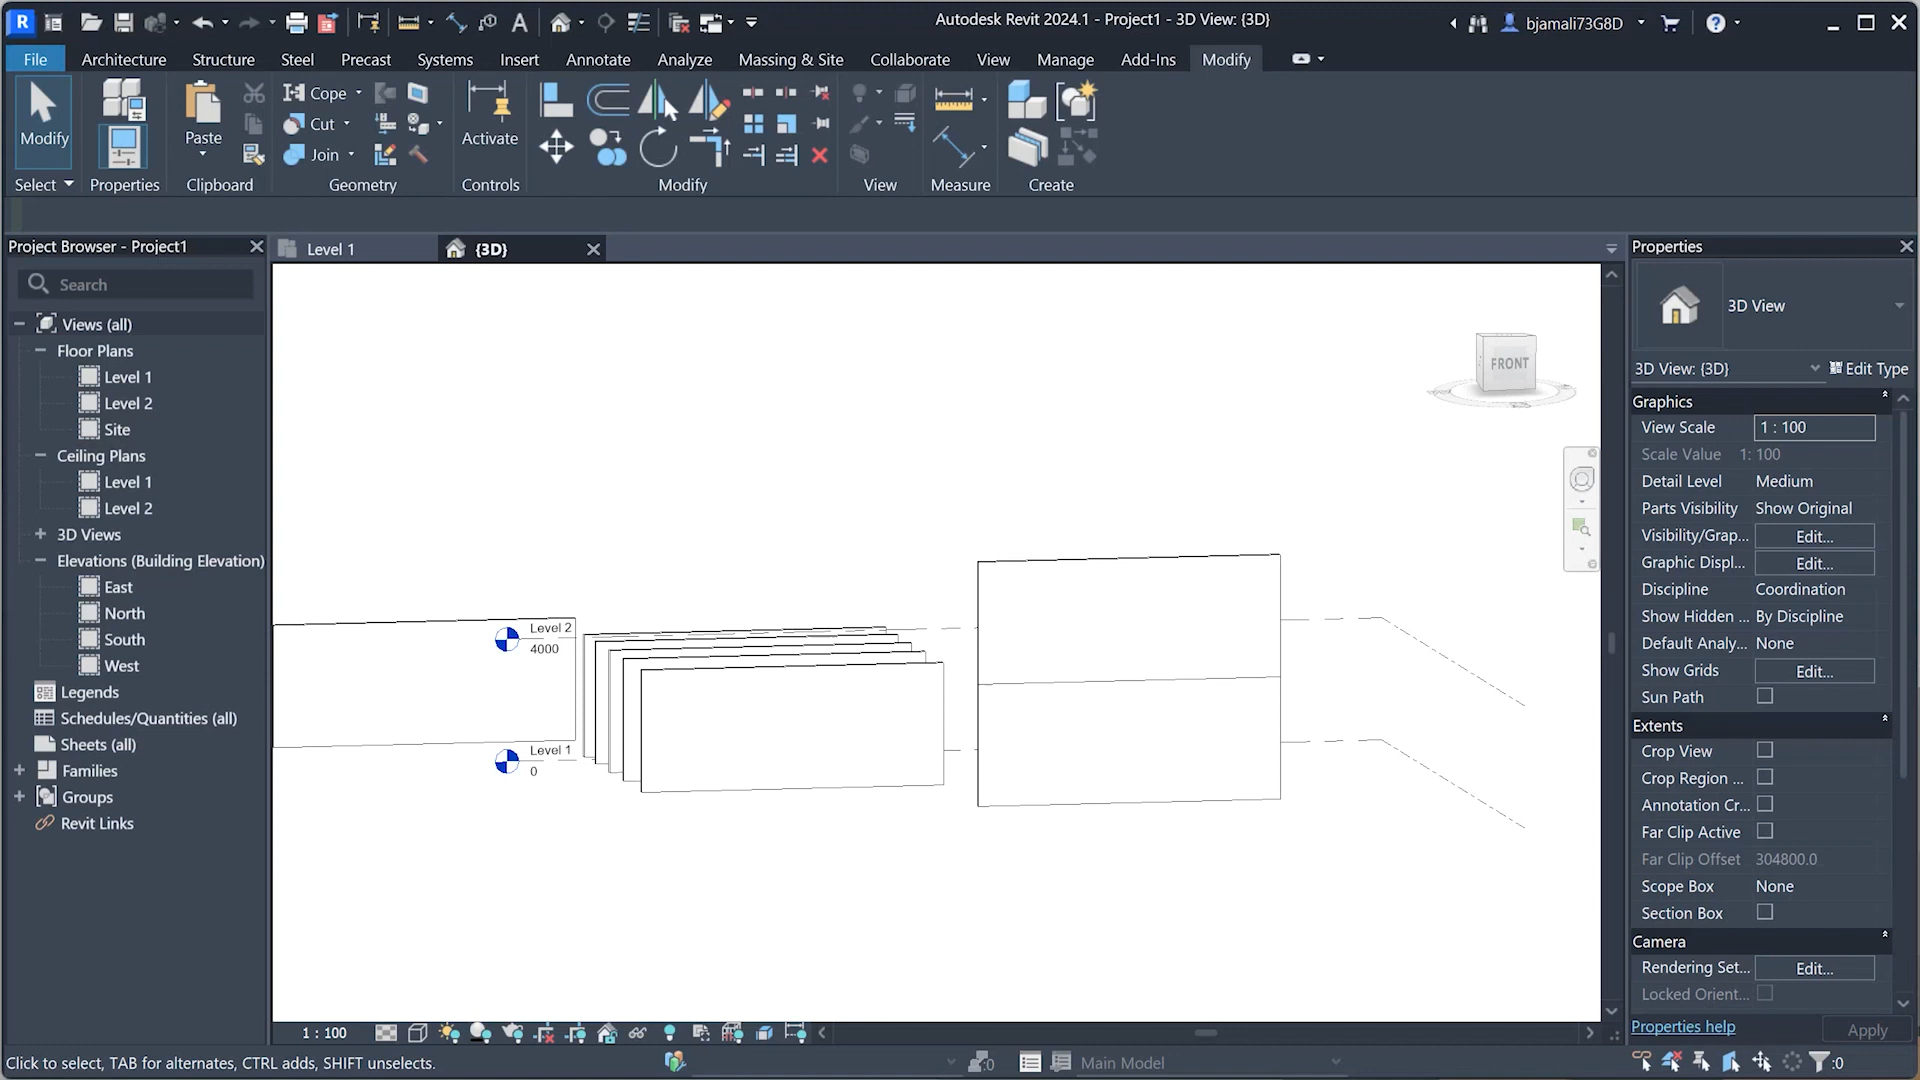 R
Autodesk Revit 2024.1 - Project1 - 3D View: {3D}
bjamali73G8D
File Architecture Structure Steel Precast Systems Insert Annotate Analyze Massing & Site Collaborate View Manage Add-Ins Modify
Modify
Paste
Cope
Cut
Join
Activate
Select Properties Clipboard Geometry Controls Modify View Measure Create
Project Browser - Project1
Search
Views (all)
Floor Plans
Level 1
Level 2
Site
Ceiling Plans
Level 1
Level 2
3D Views
Elevations (Building Elevation)
East
North
South
West
Legends
Schedules/Quantities (all)
Sheets (all)
Families
Groups
Revit Links
Level 1
{3D}
FRONT
Level 2
4000
Level 1
0
Properties
3D View
3D View: {3D} Edit Type
Graphics
View Scale 1 : 100
Scale Value 1: 100
Detail Level Medium
Parts Visibility Show Original
Visibility/Grap... Edit...
Graphic Displ... Edit...
Discipline Coordination
Show Hidden ... By Discipline
Default Analy... None
Show Grids Edit...
Sun Path
Extents
Crop View
Crop Region ...
Annotation Cr...
Far Clip Active
Far Clip Offset 304800.0
Scope Box None
Section Box
Camera
Rendering Set... Edit...
Locked Orient...
Properties help Apply
1 : 100
Click to select, TAB for alternates, CTRL adds, SHIFT unselects.
:0
Main Model
:0